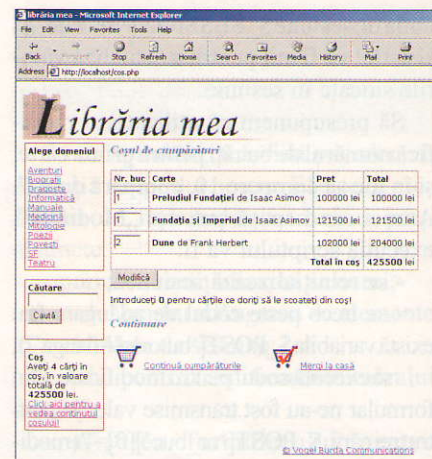 librăria mea - Microsoft Internet Explorer
File Edit View Favorites Tools Help
Back Stop Refresh Home Search Favorites Media History Mail Print
Address http://localhost/cos.php
Librăria mea
Alege domeniul
Aventuri
Biografii
Dragoste
Informatică
Manuale
Medicină
Mitologie
Poezii
Povești
SF
Teatru
Căutare
Caută
Coș
Aveți 4 cărți în
coș, în valoare
totală de
425500 lei.
Click aici pentru a
vedea conținutul
coșului!
Coșul de cumpărături
Nr. buc Carte Preț Total
1 Preludiul Fundației de Isaac Asimov 100000 lei 100000 lei
1 Fundația și Imperiul de Isaac Asimov 121500 lei 121500 lei
2 Dune de Frank Herbert 102000 lei 204000 lei
Total în coș 425500 lei
Modifică
Introduceți 0 pentru cărțile ce doriți să le scoateți din coș!
Continuare
Continuă cumpărăturile Mergi la casă
© Vogel Burda Communications